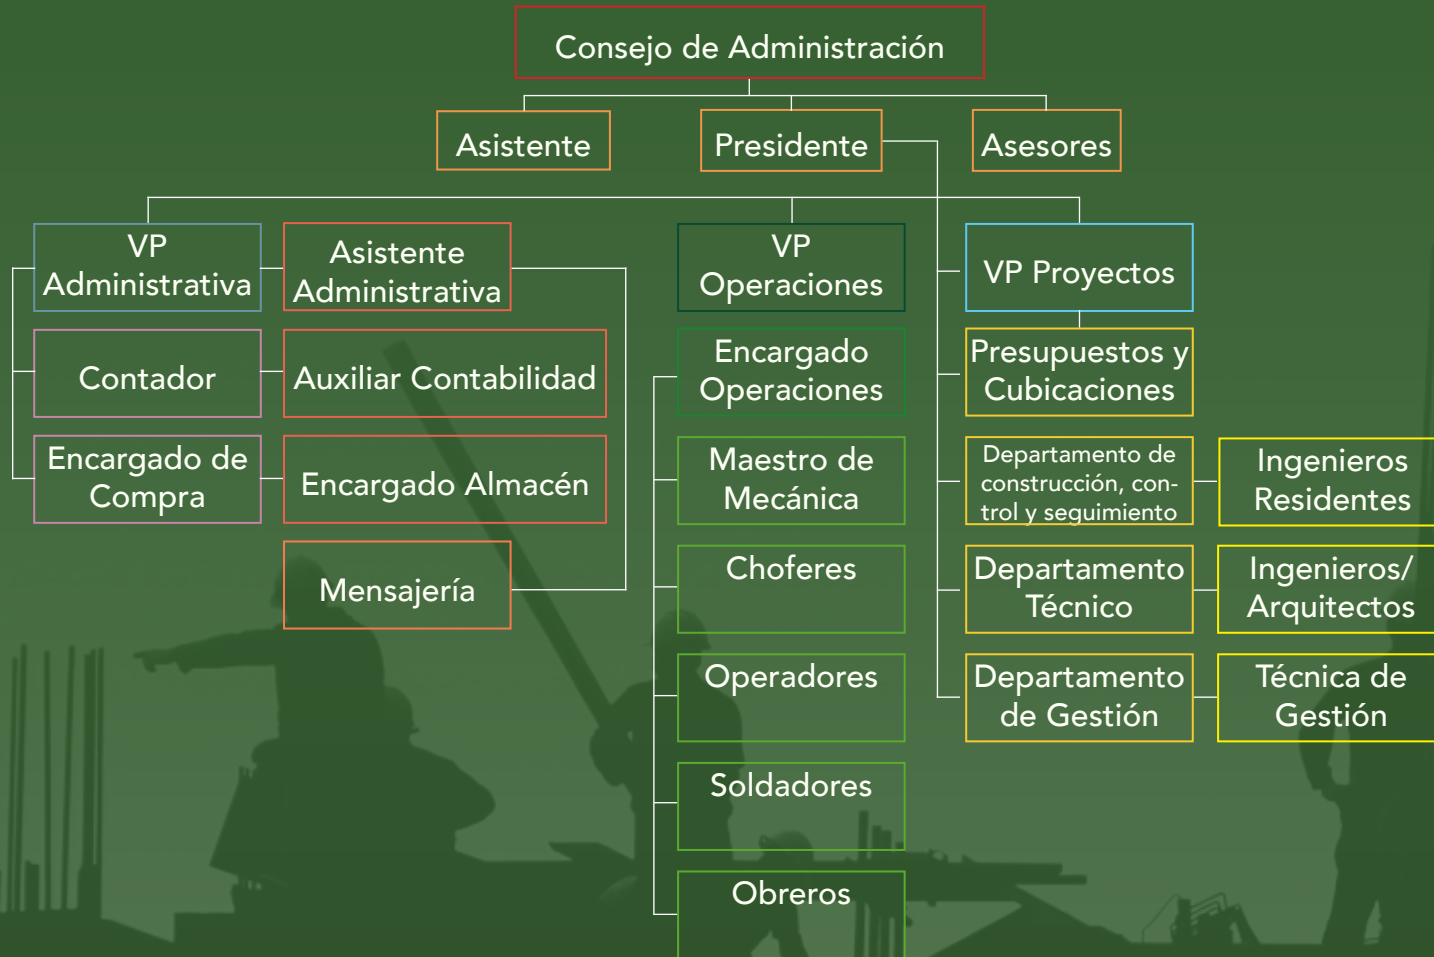 Consejo de Administración
Asistente
Presidente
Asesores
VP
Administrativa
Asistente
Administrativa
VP
Operaciones
VP Proyectos
Contador
Auxiliar Contabilidad
Encargado
Operaciones
Presupuestos y
Cubicaciones
Encargado de
Compra
Encargado Almacén
Maestro de
Mecánica
Departamento de
construcción, con-
trol y seguimiento
Ingenieros
Residentes
Mensajería
Choferes
Departamento
Técnico
Ingenieros/
Arquitectos
Operadores
Departamento
de Gestión
Técnica de
Gestión
Soldadores
Obreros